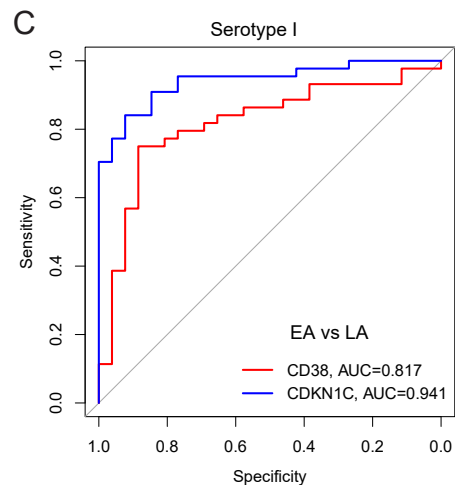 C
Serotype I
1.0
0.8
0.6
0.4
0.2
0.0
Sensitivity
EA vs LA
CD38, AUC=0.817
CDKN1C, AUC=0.941
1.0 0.8 0.6 0.4 0.2 0.0
Specificity